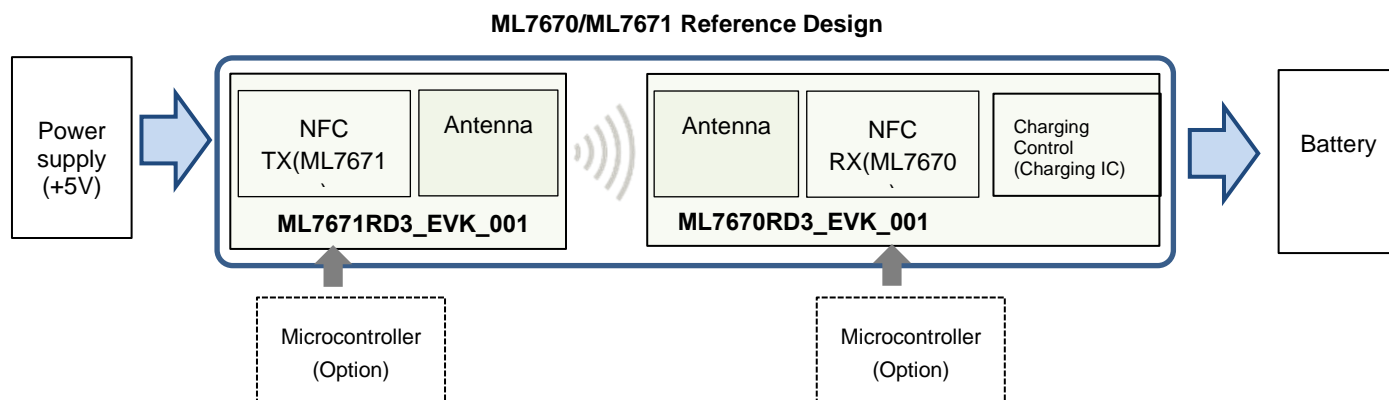 ML7670/ML7671 Reference Design
Power
supply
(+5V)
NFC
TX(ML7671
`
Antenna
ML7671RD3_EVK_001
Antenna
NFC
RX(ML7670
`
Charging
Control
(Charging IC)
ML7670RD3_EVK_001
Battery
Microcontroller
(Option)
Microcontroller
(Option)